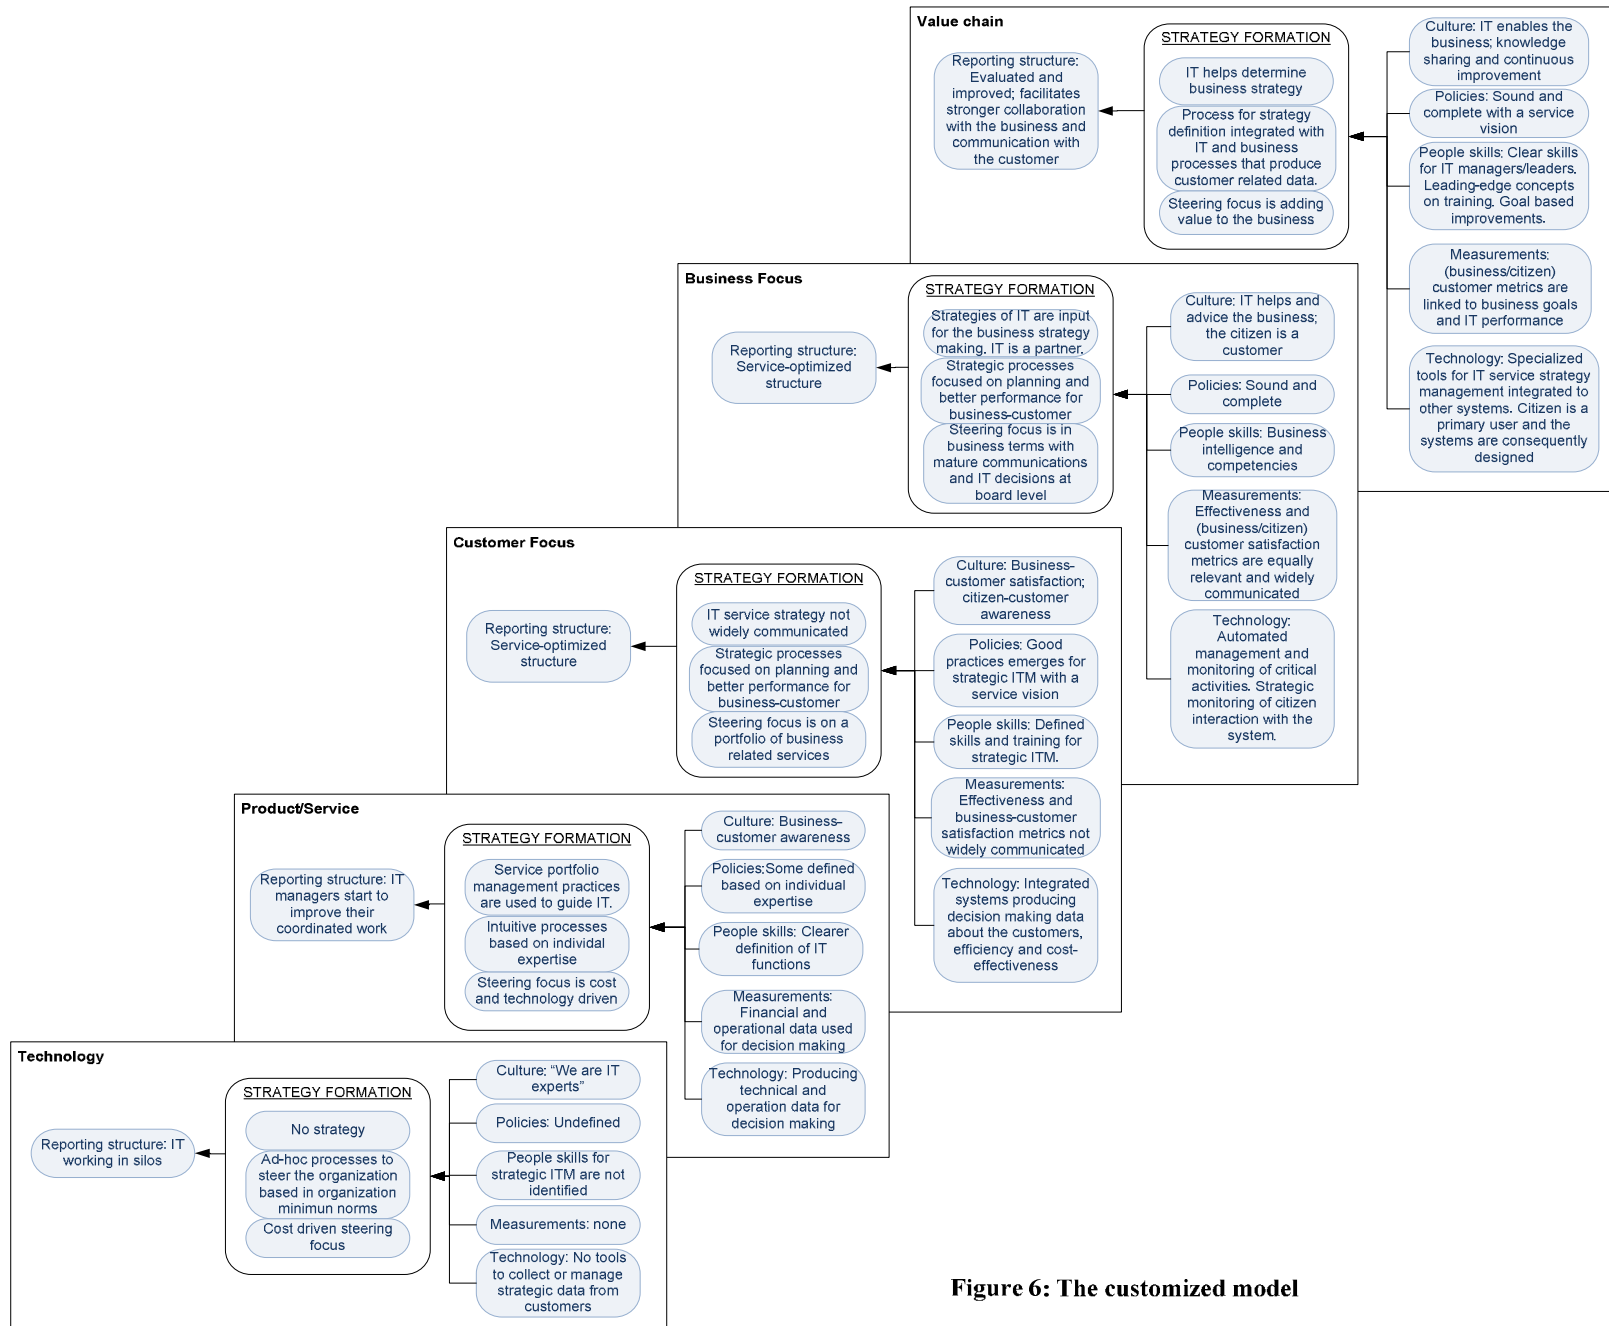 Value chain
Reporting structure:
Evaluated and
improved; facilitates
stronger collaboration
with the business and
communication with
the customer
STRATEGY FORMATION
IT helps determine
business strategy
Process for strategy
definition integrated with
IT and business
processes that produce
customer related data.
Steering focus is adding
value to the business
Culture: IT enables the
business; knowledge
sharing and continuous
improvement
Policies: Sound and
complete with a service
vision
People skills: Clear skills
for IT managers/leaders.
Leading-edge concepts
on training. Goal based
improvements.
Measurements:
(business/citizen)
customer metrics are
linked to business goals
and IT performance
Technology: Specialized
tools for IT service strategy
management integrated to
other systems. Citizen is a
primary user and the
systems are consequently
designed
Business Focus
Reporting structure:
Service-optimized
structure
STRATEGY FORMATION
Strategies of IT are input
for the business strategy
making. IT is a partner.
Strategic processes
focused on planning and
better performance for
business-customer
Steering focus is in
business terms with
mature communications
and IT decisions at
board level
Culture: IT helps and
advice the business;
the citizen is a
customer
Policies: Sound and
complete
People skills: Business
intelligence and
competencies
Measurements:
Effectiveness and
(business/citizen)
customer satisfaction
metrics are equally
relevant and widely
communicated
Technology:
Automated
management and
monitoring of critical
activities. Strategic
monitoring of citizen
interaction with the
system.
Customer Focus
Reporting structure:
Service-optimized
structure
STRATEGY FORMATION
IT service strategy not
widely communicated
Strategic processes
focused on planning and
better performance for
business-customer
Steering focus is on a
portfolio of business
related services
Culture: Business-
customer satisfaction;
citizen-customer
awareness
Policies: Good
practices emerges for
strategic ITM with a
service vision
People skills: Defined
skills and training for
strategic ITM.
Measurements:
Effectiveness and
business-customer
satisfaction metrics not
widely communicated
Technology: Integrated
systems producing
decision making data
about the customers,
efficiency and cost-
effectiveness
Product/Service
Reporting structure: IT
managers start to
improve their
coordinated work
STRATEGY FORMATION
Service portfolio
management practices
are used to guide IT.
Intuitive processes
based on individal
expertise
Steering focus is cost
and technology driven
Culture: Business-
customer awareness
Policies:Some defined
based on individual
expertise
People skills: Clearer
definition of IT
functions
Measurements:
Financial and
operational data used
for decision making
Technology: Producing
technical and
operation data for
decision making
Technology
Reporting structure: IT
working in silos
STRATEGY FORMATION
No strategy
Ad-hoc processes to
steer the organization
based in organization
minimun norms
Cost driven steering
focus
Culture: “We are IT
experts”
Policies: Undefined
People skills for
strategic ITM are not
identified
Measurements: none
Technology: No tools
to collect or manage
strategic data from
customers
Figure 6: The customized model